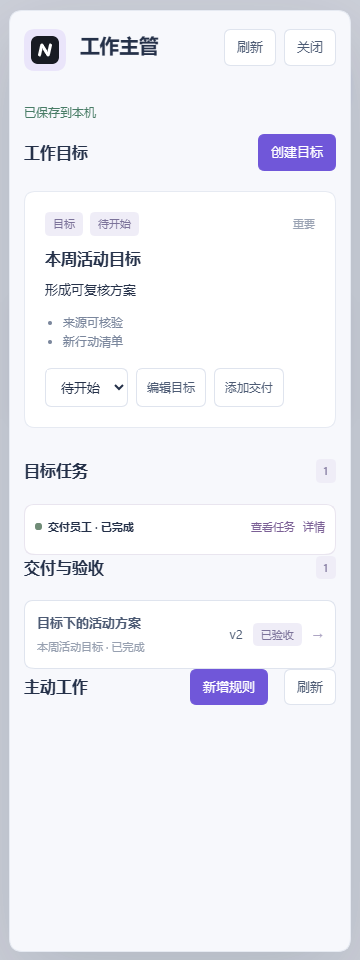 N 工作主管 刷新 关闭
已保存到本机
工作目标 创建目标
目标 待开始 重要
本周活动目标
形成可复核方案
• 来源可核验
• 新行动清单
待开始 编辑目标 添加交付
目标任务 1
交付员工 · 已完成 查看任务 详情
交付与验收 1
目标下的活动方案
v2 已验收 →
本周活动目标 · 已完成
主动工作 新增规则 刷新